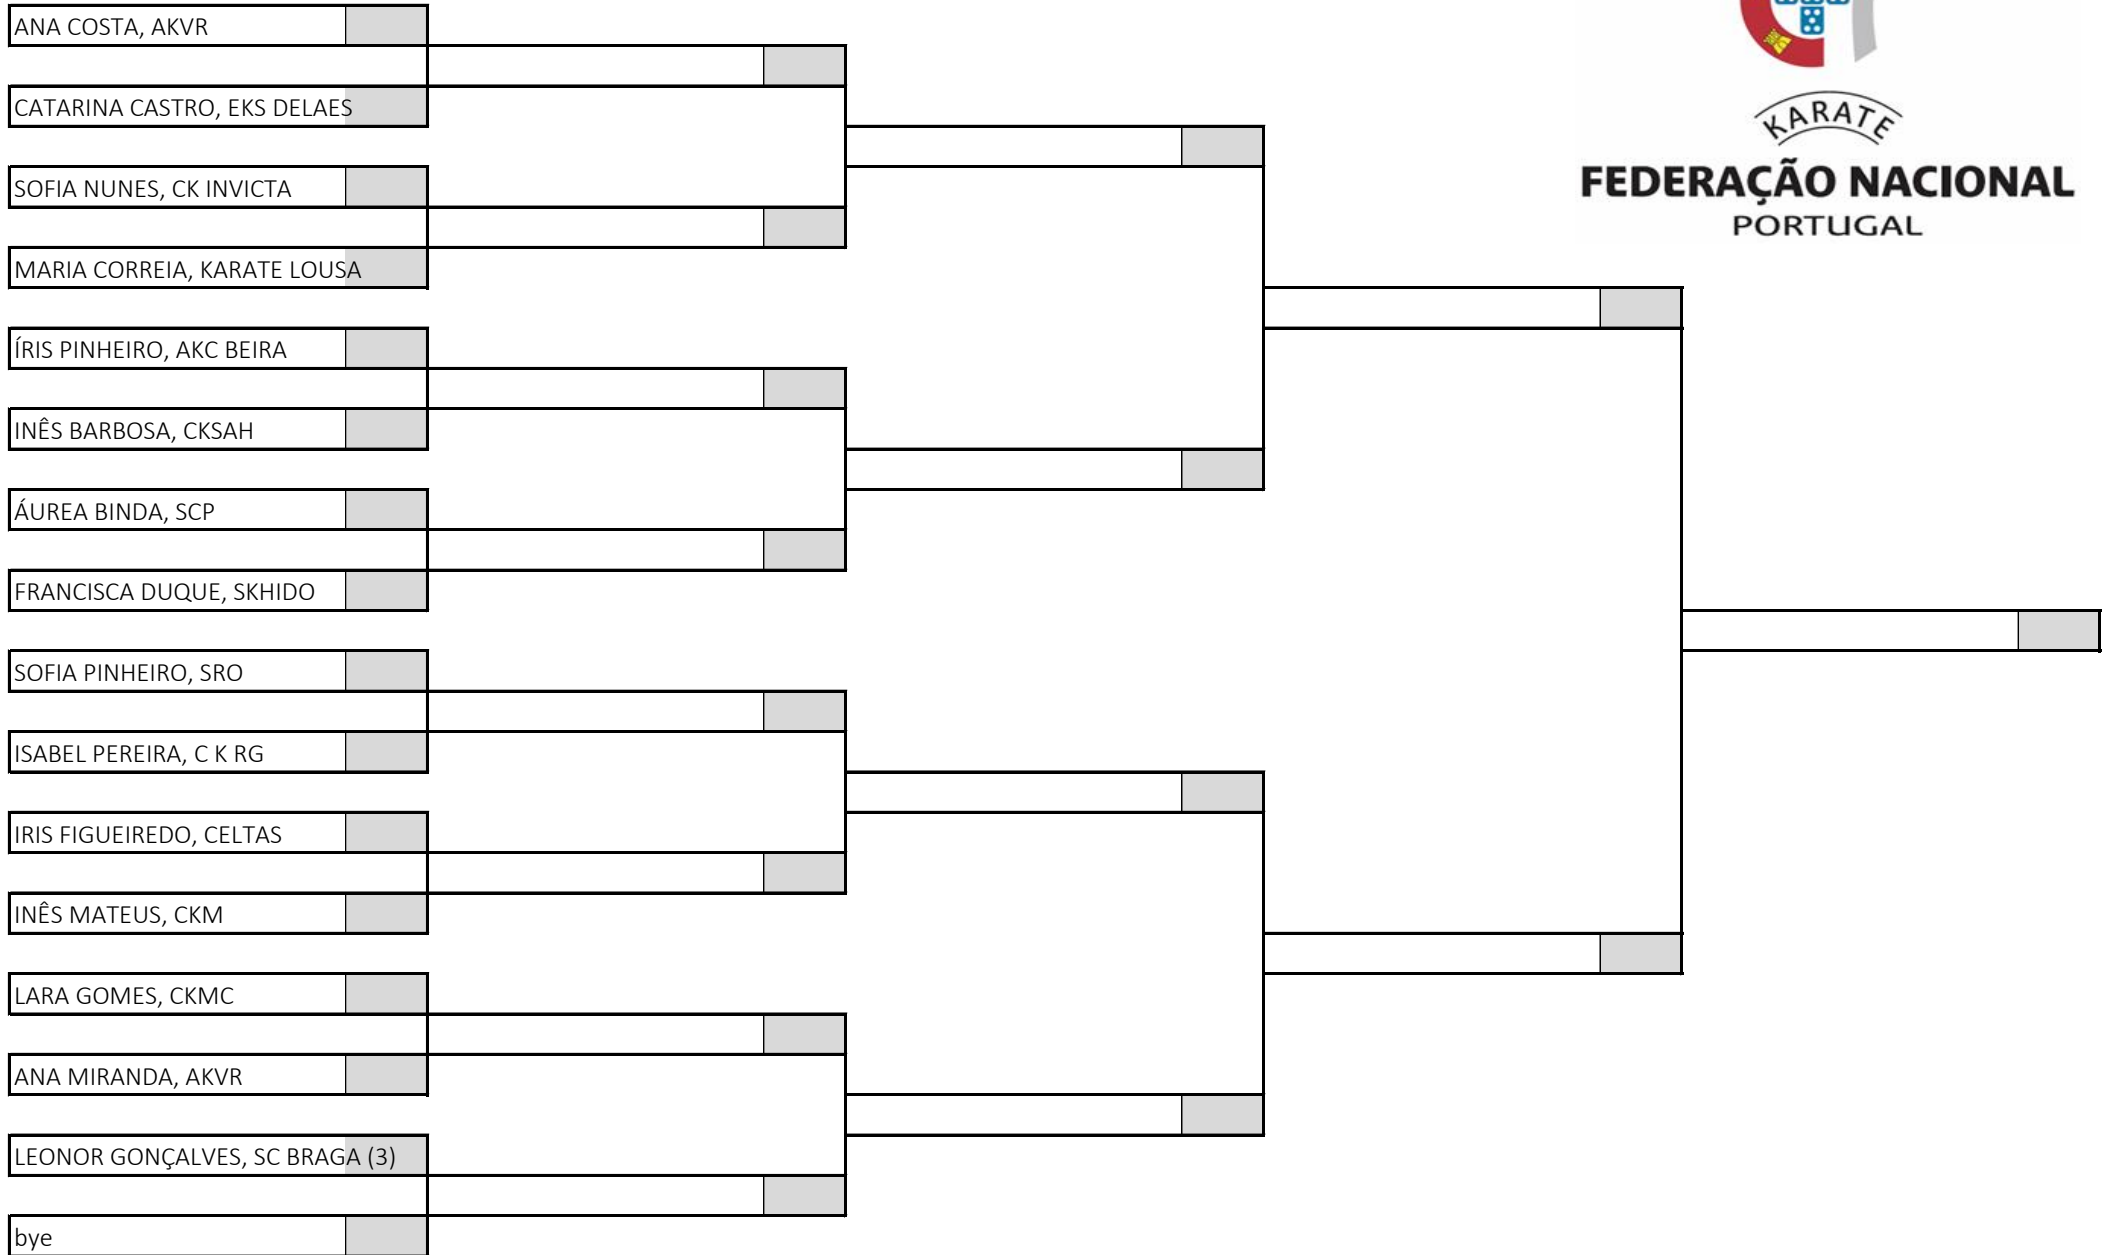 ANA COSTA, AKVR
CATARINA CASTRO, EKS DELAES
SOFIA NUNES, CK INVICTA
MARIA CORREIA, KARATE LOUSA
ÍRIS PINHEIRO, AKC BEIRA
INÊS BARBOSA, CKSAH
ÁUREA BINDA, SCP
FRANCISCA DUQUE, SKHIDO
SOFIA PINHEIRO, SRO
ISABEL PEREIRA, C K RG
IRIS FIGUEIREDO, CELTAS
INÊS MATEUS, CKM
LARA GOMES, CKMC
ANA MIRANDA, AKVR
LEONOR GONÇALVES, SC BRAGA (3)
bye
KARATE
FEDERAÇÃO NACIONAL
PORTUGAL